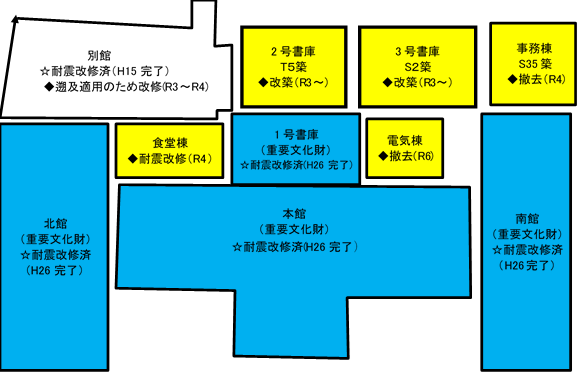 別館
☆耐震改修済(H15 完了)
◆遡及適用のため改修(R3～R4)
2号書庫
T5築
◆改築(R3～)
3号書庫
S2築
◆改築(R3～)
事務棟
S35築
◆撤去(R4)
食堂棟
◆耐震改修(R4)
1号書庫
(重要文化財)
☆耐震改修済(H26 完了)
電気棟
◆撤去(R6)
北館
(重要文化財)
☆耐震改修済
(H26 完了)
本館
(重要文化財)
☆耐震改修済(H26 完了)
南館
(重要文化財)
☆耐震改修済
(H26 完了)